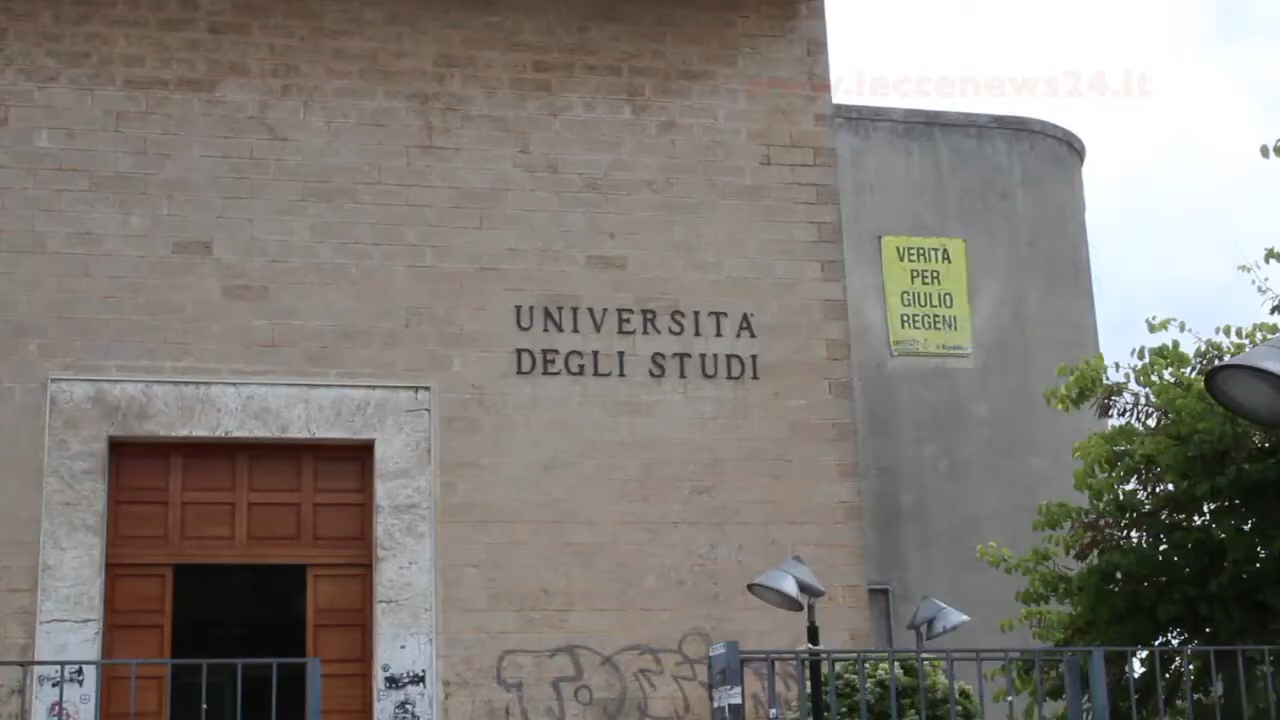 www.leccenews24.it
UNIVERSITÀ
DEGLI STUDI
VERITÀ
PER
GIULIO
REGENI